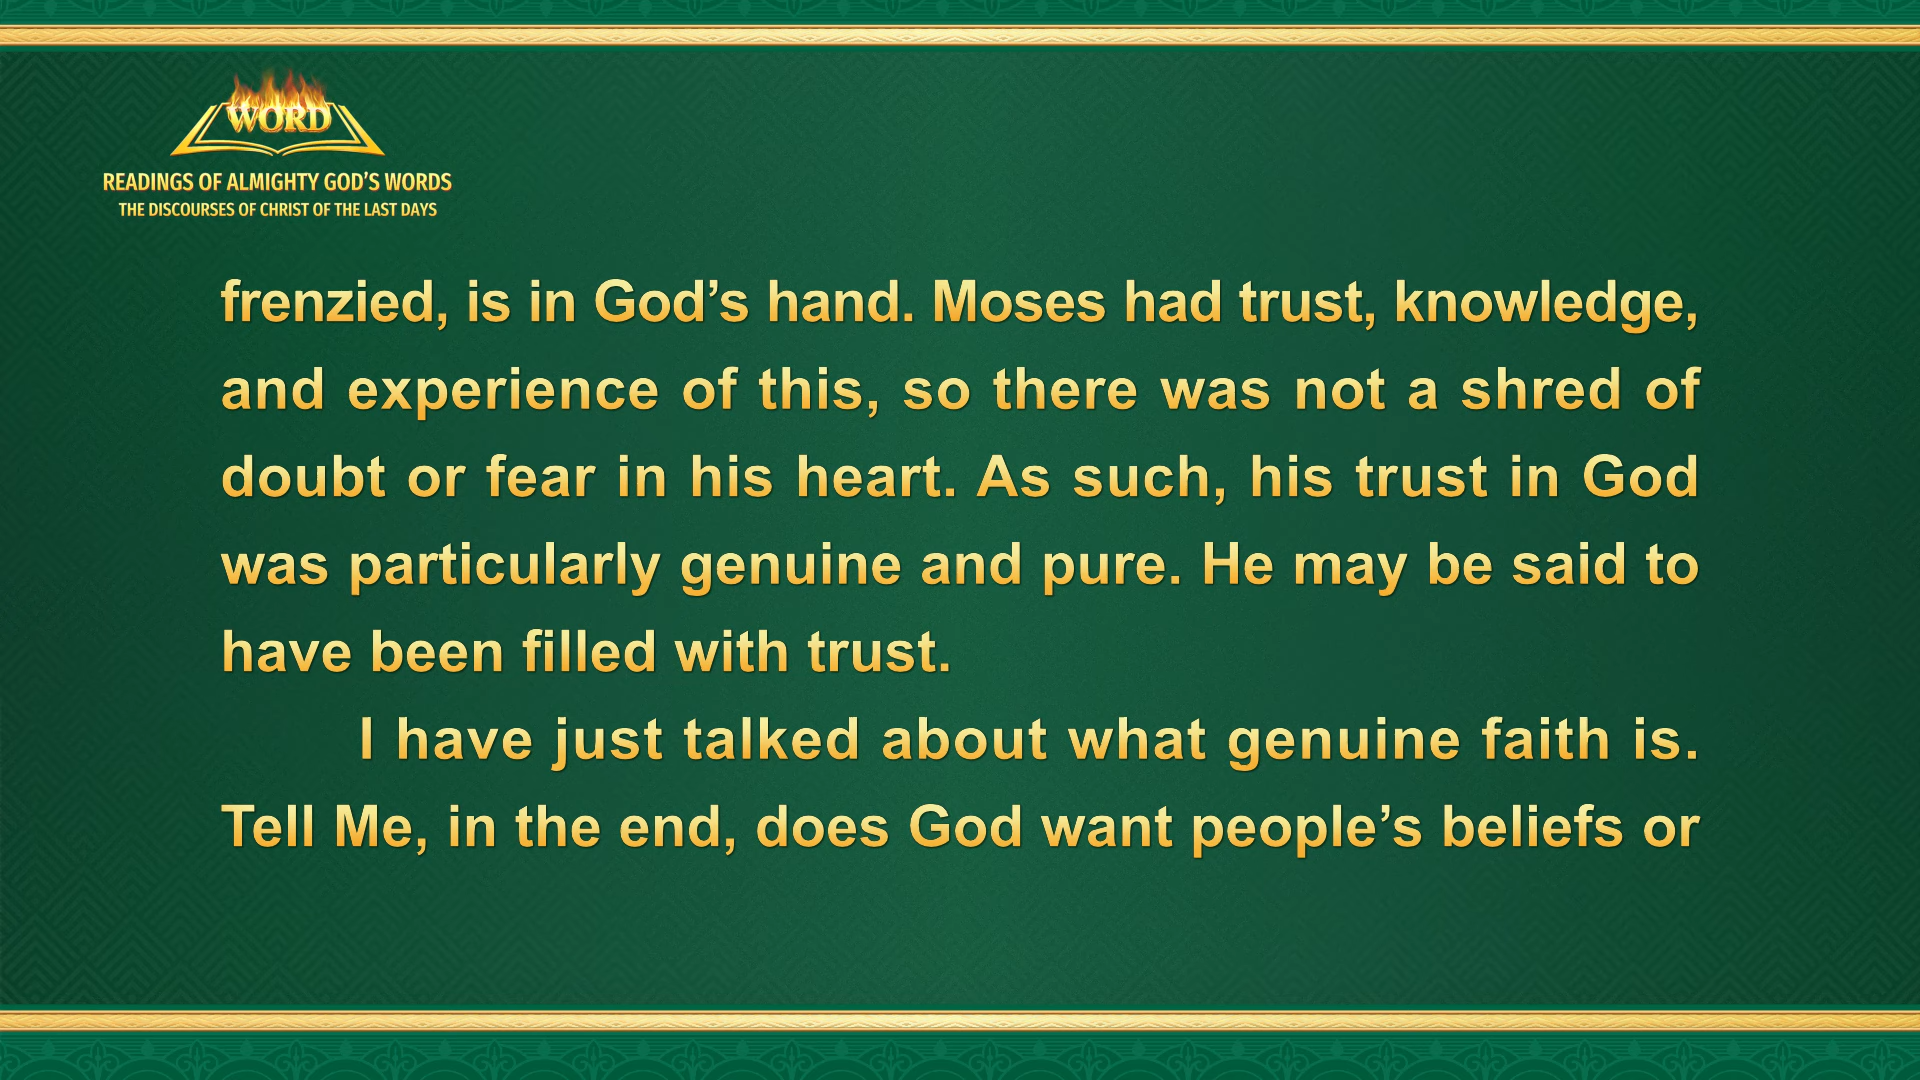 WORD
READINGS OF ALMIGHTY GOD’S WORDS
THE DISCOURSES OF CHRIST OF THE LAST DAYS
frenzied, is in God’s hand. Moses had trust, knowledge,
and experience of this, so there was not a shred of
doubt or fear in his heart. As such, his trust in God
was particularly genuine and pure. He may be said to
have been filled with trust.
I have just talked about what genuine faith is.
Tell Me, in the end, does God want people’s beliefs or